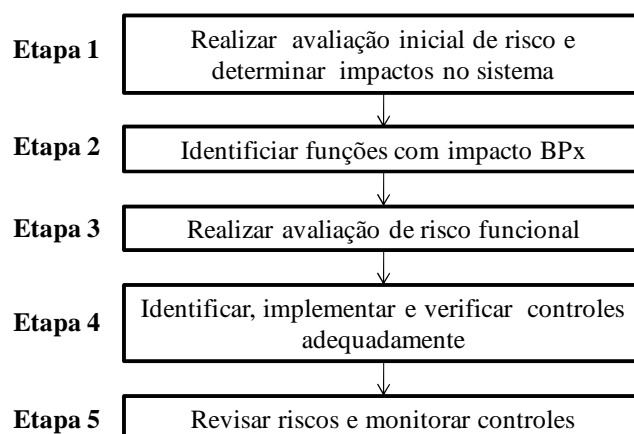 Etapa 1
Realizar avaliação inicial de risco e
determinar impactos no sistema
Etapa 2
Identificiar funções com impacto BPx
Etapa 3
Realizar avaliação de risco funcional
Etapa 4
Identificar, implementar e verificar controles
adequadamente
Etapa 5
Revisar riscos e monitorar controles